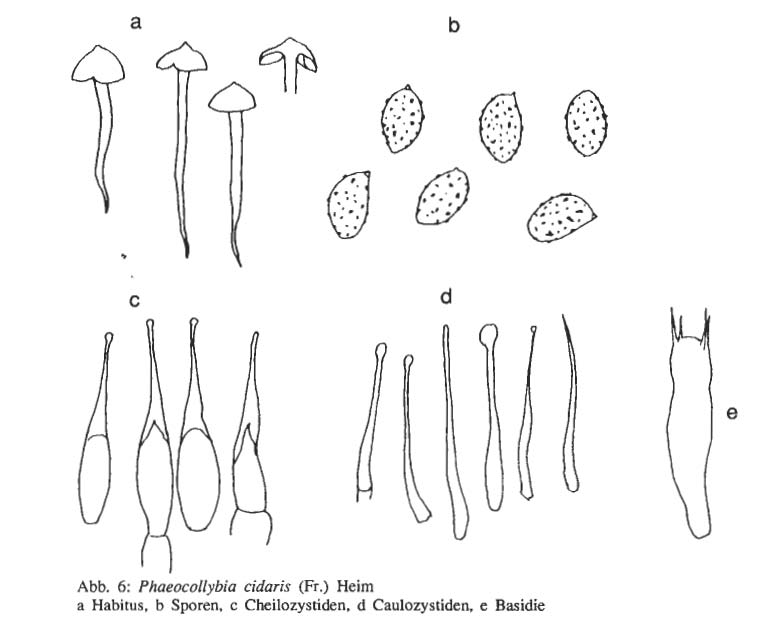 a
b
c
d
e
Abb. 6: Phaeocollybia cidaris (Fr.) Heim
a Habitus, b Sporen, c Cheilozystiden, d Caulozystiden, e Basidie